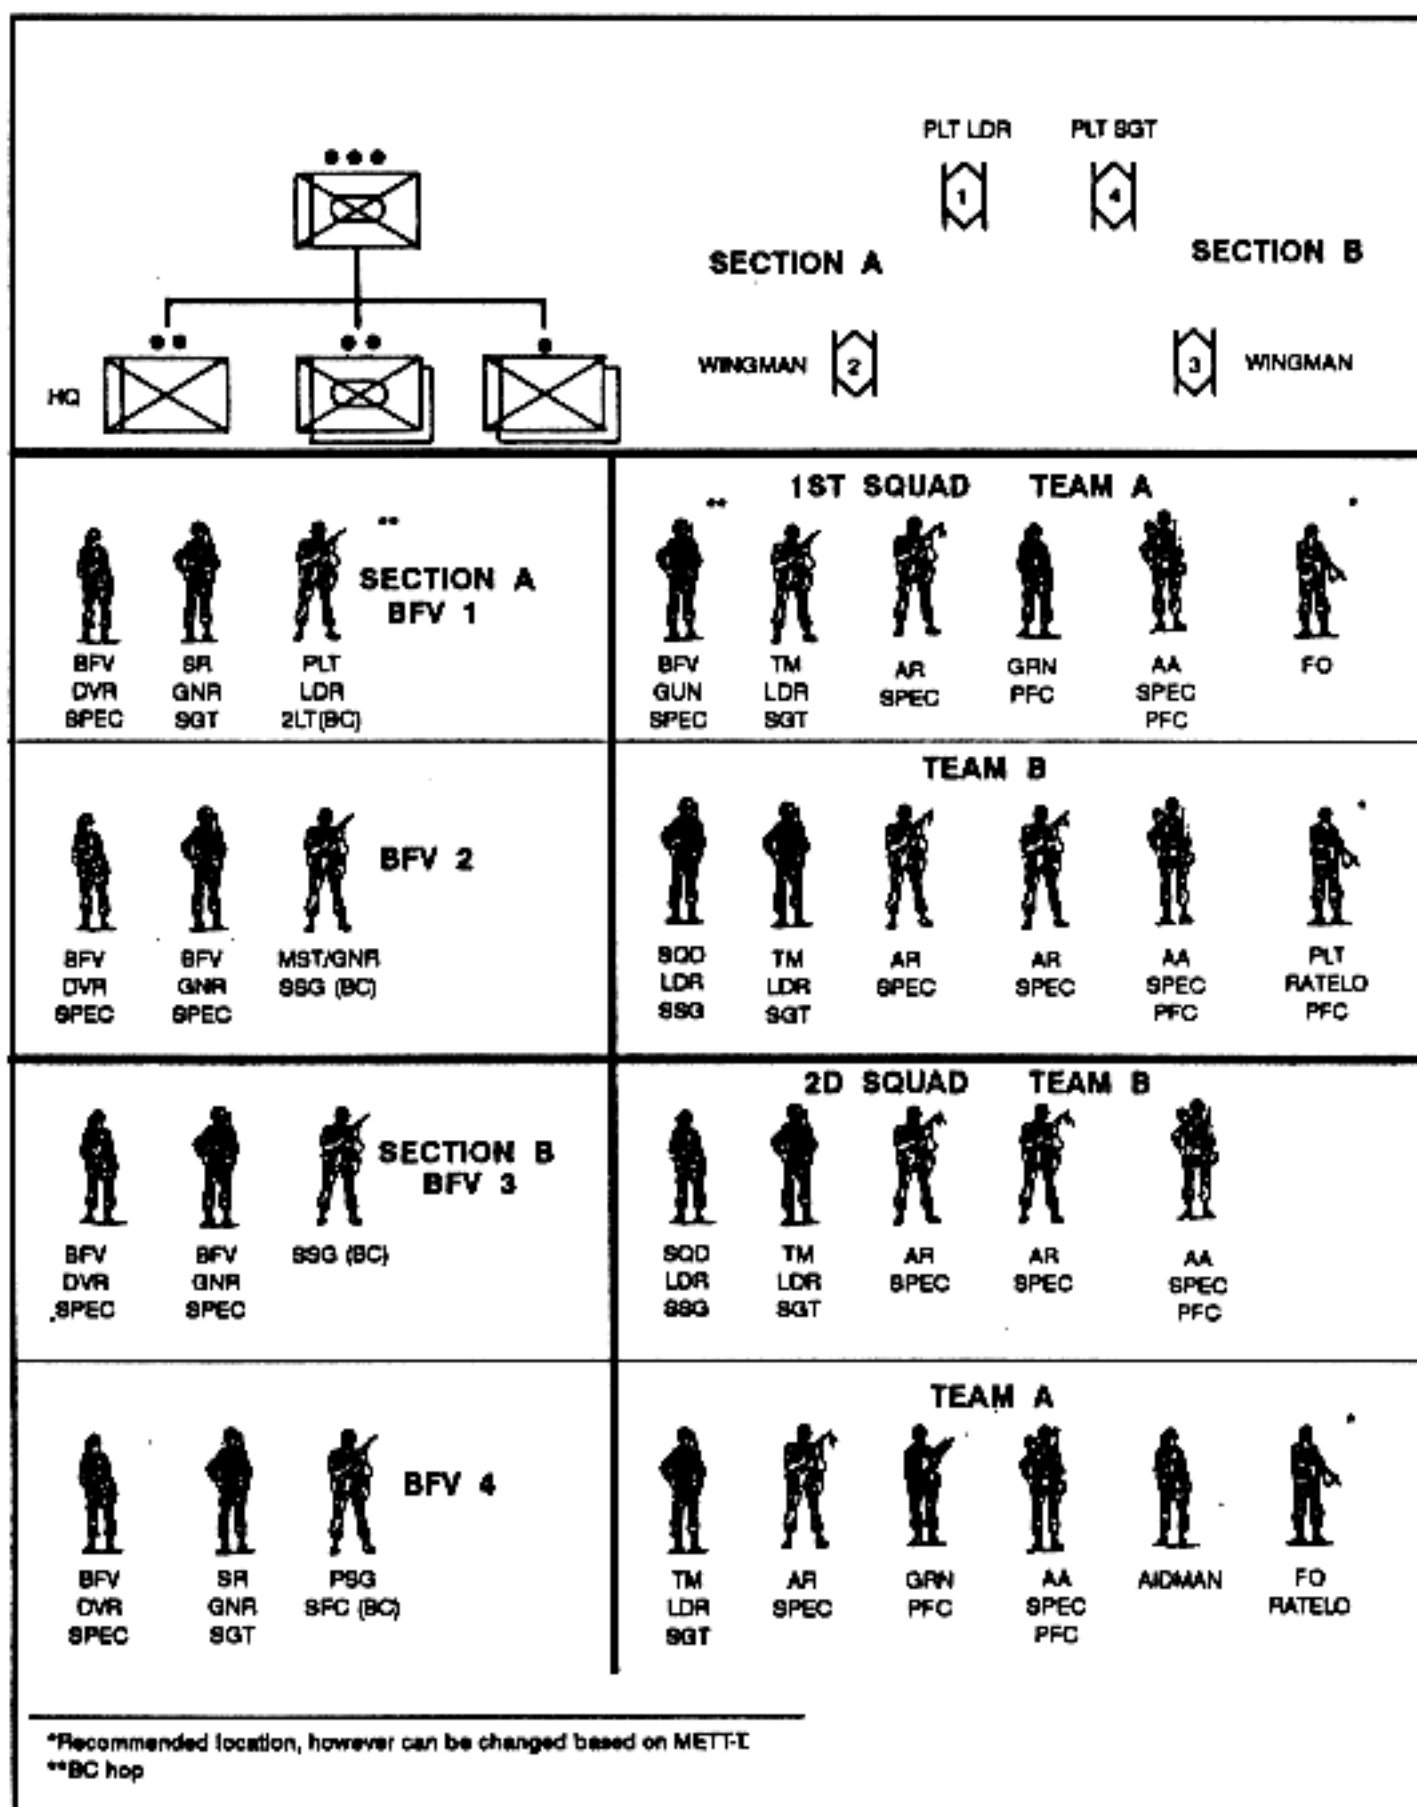 PLT LDR PLT SGT
1 4
SECTION A SECTION B
WINGMAN 2 3 WINGMAN
HQ
1ST SQUAD TEAM A
** ** *
SECTION A
BFV 1
BFV SR PLT BFV TM AR GRN AA FO
DVR GNR LDR GUN LDR SPEC PFC SPEC
SPEC SGT 2LT(BC) SPEC SGT PFC
TEAM B
*
BFV 2
BFV BFV MST/GNR SQD TM AR AR AA PLT
DVR GNR SSG (BC) LDR LDR SPEC SPEC SPEC RATELO
SPEC SPEC SSG SGT PFC PFC
2D SQUAD TEAM B
SECTION B
BFV 3
BFV BFV SSG (BC) SQD TM AR AR AA
DVR GNR LDR LDR SPEC SPEC SPEC
SPEC SPEC SSG SGT PFC
TEAM A
*
BFV 4
BFV SR PSG TM AR GRN AA AIDMAN FO
DVR GNR SFC (BC) LDR SPEC PFC SPEC RATELO
SPEC SGT SGT PFC
*Recommended location, however can be changed based on METT-T.
**BC hop